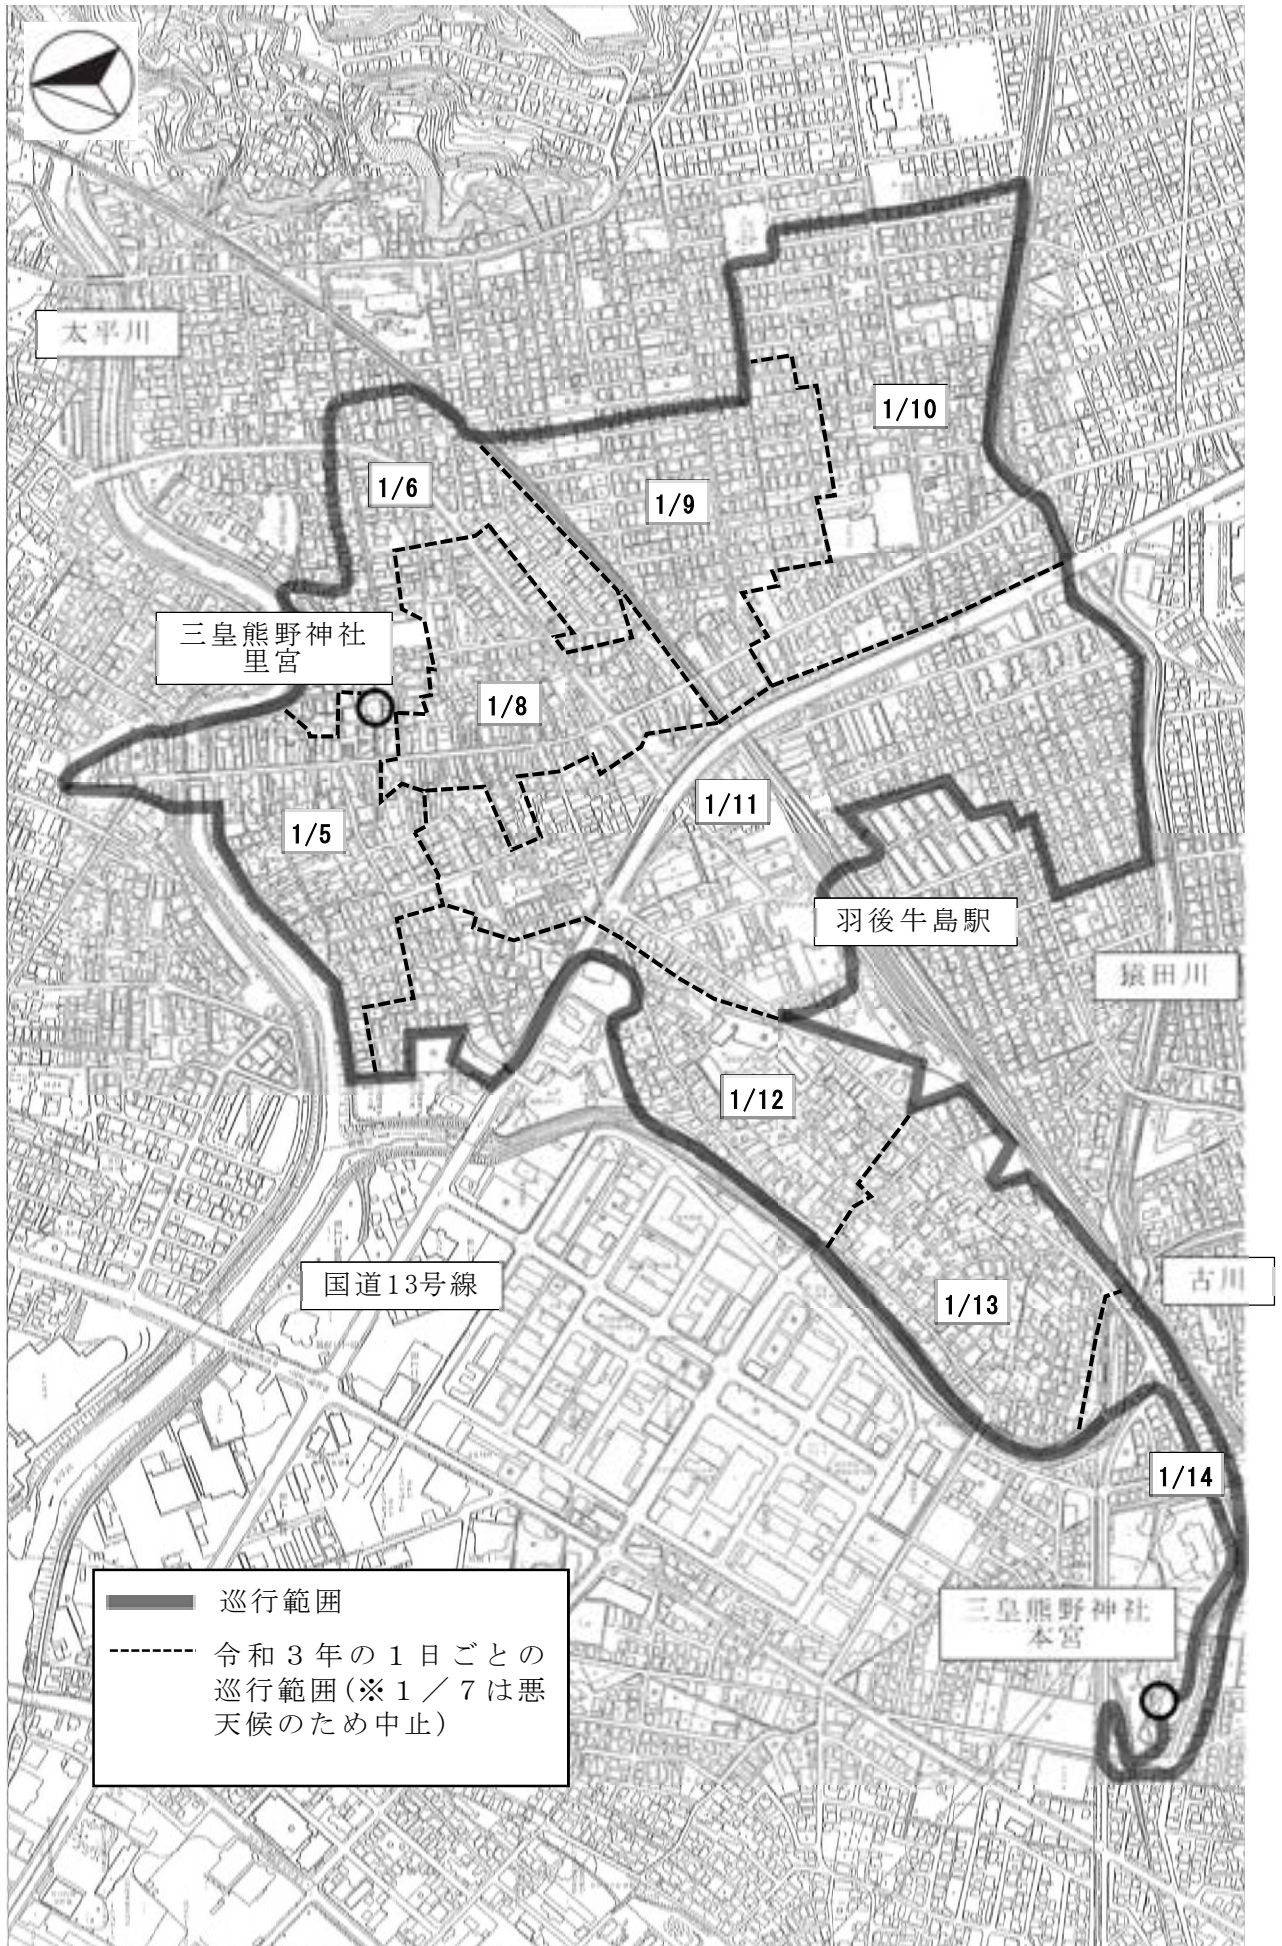 太平川
1/10
1/6
1/9
三皇熊野神社
里宮
1/8
1/11
1/5
羽後牛島駅
猿田川
1/12
国道13号線
古川
1/13
1/14
巡行範囲
三皇熊野神社
本宮
令和３年の１日ごとの
巡行範囲(※１／７は悪
天候のため中止)